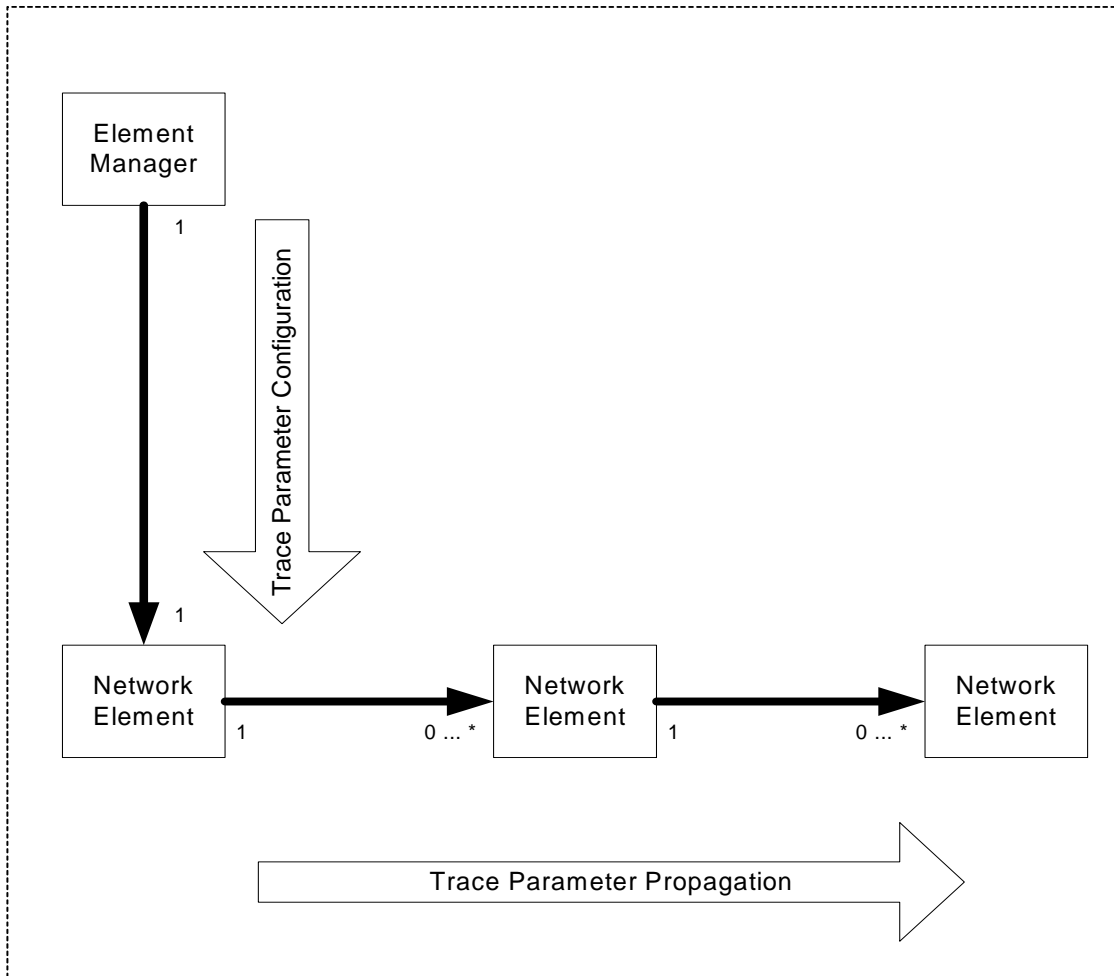 Element
Manager
1
Trace Parameter Configuration
1
Network
Element
Network
Element
Network
Element
1
0 ... *
1
0 ... *
Trace Parameter Propagation